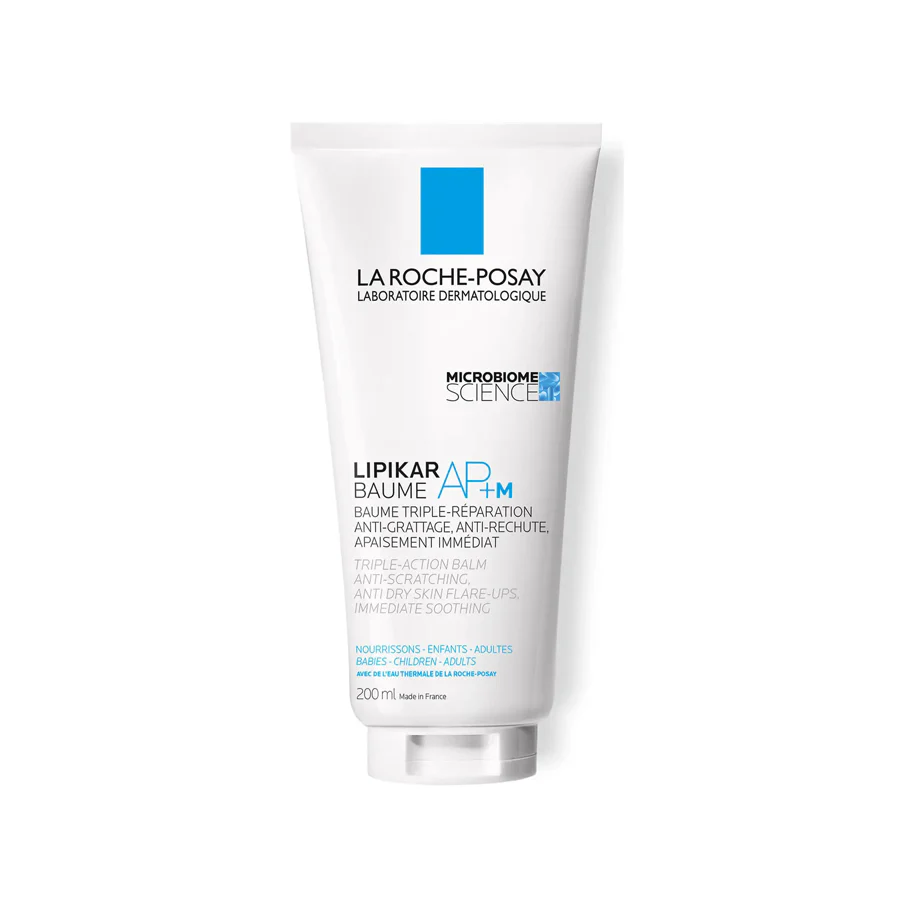 LA ROCHE-POSAY
LABORATOIRE DERMATOLOGIQUE
MICROBIOME
SCIENCE
LIPIKAR
BAUME AP+M
BAUME TRIPLE-RÉPARATION
ANTI-GRATTAGE, ANTI-RECHUTE,
APAISEMENT IMMÉDIAT
TRIPLE-ACTION BALM
ANTI-SCRATCHING,
ANTI DRY SKIN FLARE-UPS,
IMMEDIATE SOOTHING
NOURRISSONS - ENFANTS - ADULTES
BABIES - CHILDREN - ADULTS
AVEC DE L'EAU THERMALE DE LA ROCHE-POSAY
200 ml Made in France